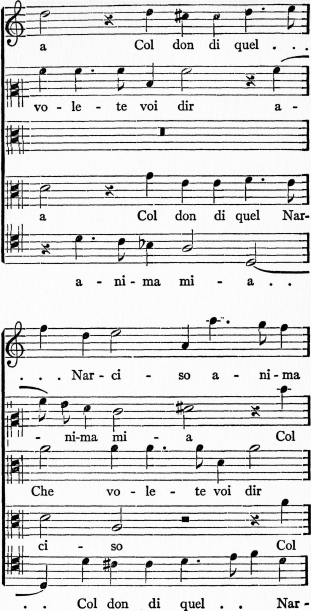 a Col don di quel . . .
vo - le - te voi dir a -
a Col don di quel Nar-
a - ni - ma mi - a . .
. . . Nar - ci - so a - ni - ma
- ni-ma mi - a Col
Che vo - le - te voi dir
ci - so Col
. . Col don di quel . . Nar -